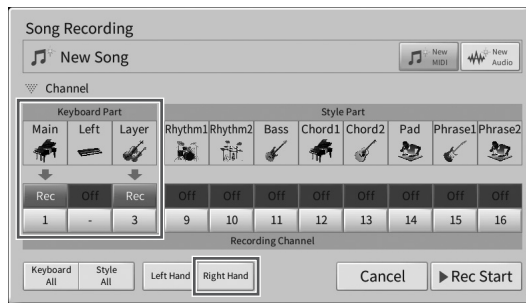 Song Recording
New Song
New MIDI
New Audio
Channel
Keyboard Part
Style Part
Main Left Layer Rhythm1 Rhythm2 Bass Chord1 Chord2 Pad Phrase1 Phrase2
Rec Off Rec Off Off Off Off Off Off Off Off
1 - 3 9 10 11 12 13 14 15 16
Recording Channel
Keyboard All
Style All
Left Hand
Right Hand
Cancel
Rec Start